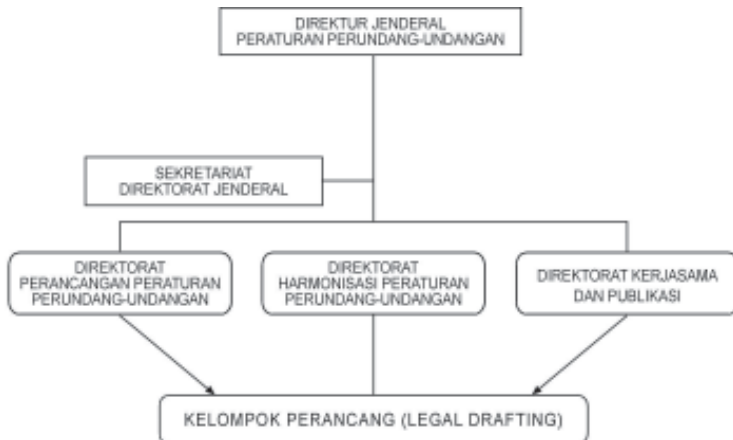 DIREKTUR JENDERAL
PERATURAN PERUNDANG-UNDANGAN
SEKRETARIAT
DIREKTORAT JENDERAL
DIREKTORAT
PERANCANGAN PERATURAN
PERUNDANG-UNDANGAN
DIREKTORAT
HARMONISASI PERATURAN
PERUNDANG-UNDANGAN
DIREKTORAT KERJASAMA
DAN PUBLIKASI
KELOMPOK PERANCANG (LEGAL DRAFTING)